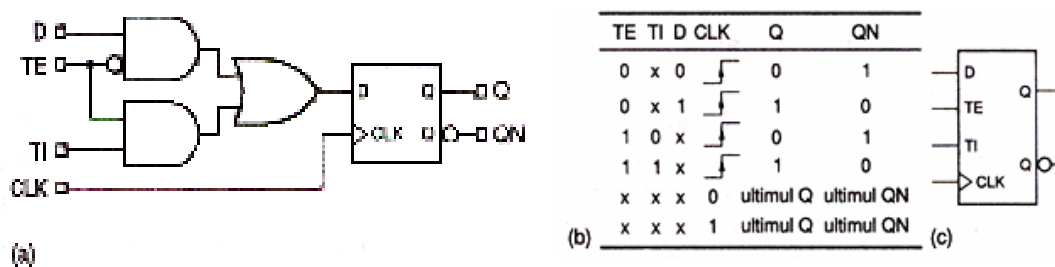 D
TE
TI
CLK
D Q
CLK Q
Q
QN
(a)
TE TI D CLK Q QN
0 x 0 0 1
0 x 1 1 0
1 0 x 0 1
1 1 x 1 0
x x x 0 ultimul Q ultimul QN
x x x 1 ultimul Q ultimul QN
(b)
D
TE
TI
CLK
Q
Q
(c)